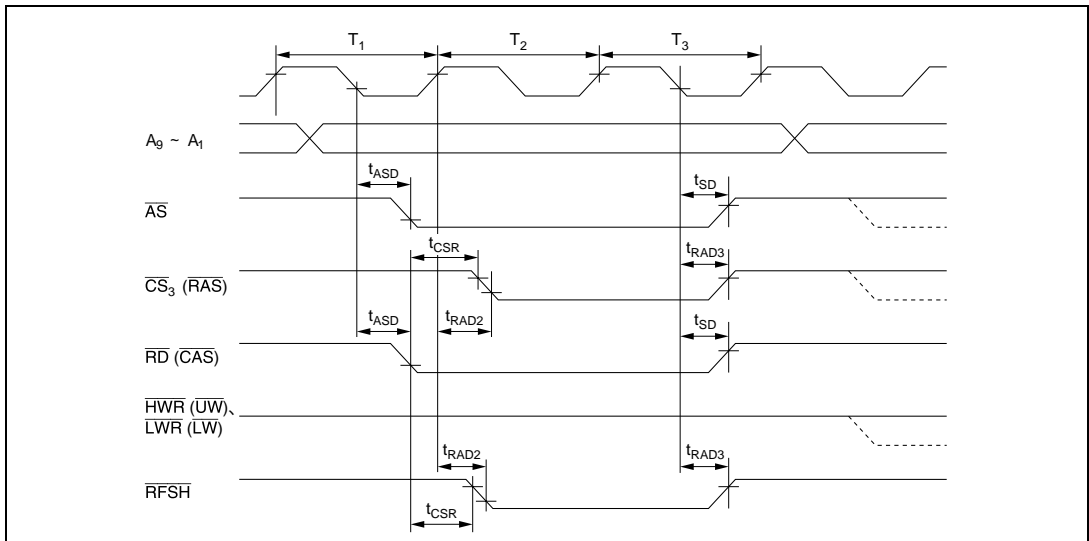 T1 T2 T3
A9 ~ A1
tASD tSD
AS
tCSR tRAD3
CS3 (RAS)
tASD tRAD2 tSD
RD (CAS)
HWR (UW)、
LWR (LW)
tRAD2 tRAD3
RFSH
tCSR